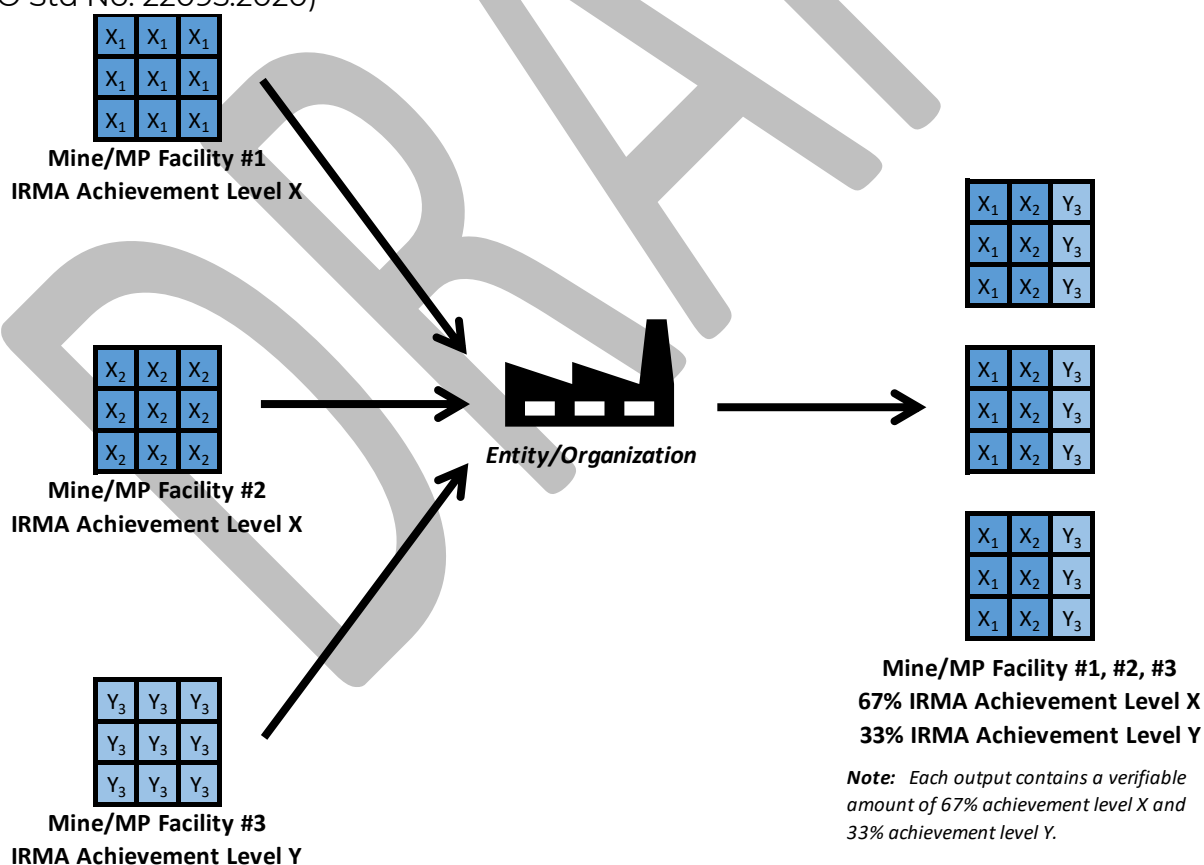 O Std No. 22095:2020)
X₁ X₁ X₁
X₁ X₁ X₁
X₁ X₁ X₁
Mine/MP Facility #1
IRMA Achievement Level X
X₂ X₂ X₂
X₂ X₂ X₂
X₂ X₂ X₂
Mine/MP Facility #2
IRMA Achievement Level X
Y₃ Y₃ Y₃
Y₃ Y₃ Y₃
Y₃ Y₃ Y₃
Mine/MP Facility #3
IRMA Achievement Level Y
Entity/Organization
X₁ X₂ Y₃
X₁ X₂ Y₃
X₁ X₂ Y₃
X₁ X₂ Y₃
X₁ X₂ Y₃
X₁ X₂ Y₃
X₁ X₂ Y₃
X₁ X₂ Y₃
X₁ X₂ Y₃
Mine/MP Facility #1, #2, #3
67% IRMA Achievement Level X
33% IRMA Achievement Level Y
Note: Each output contains a verifiable
amount of 67% achievement level X and
33% achievement level Y.
DRA